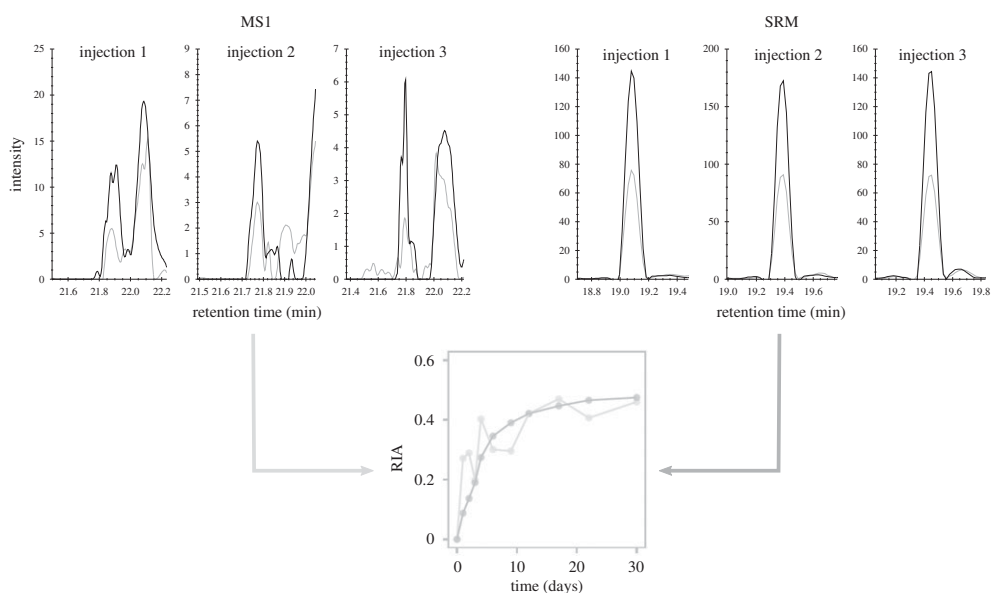 MS1
SRM
injection 1
injection 2
injection 3
injection 1
injection 2
injection 3
intensity
25
20
15
10
5
0
21.6 21.8 22.0 22.2
9
8
7
6
5
4
3
2
1
0
21.5 21.6 21.7 21.8 21.9 22.0
7
6
5
4
3
2
1
0
21.4 21.6 21.8 22.0 22.2
160
140
120
100
80
60
40
20
0
18.8 19.0 19.2 19.4
200
150
100
50
0
19.0 19.2 19.4 19.6
160
140
120
100
80
60
40
20
0
19.2 19.4 19.6 19.8
retention time (min)
retention time (min)
RIA
0.6
0.4
0.2
0
0 10 20 30
time (days)